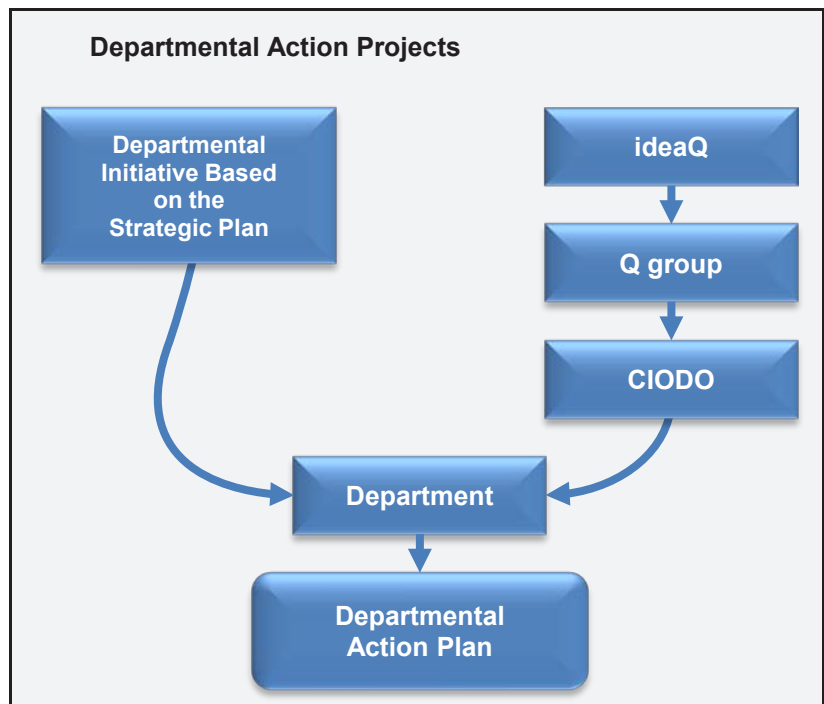 Departmental Action Projects
Departmental
Initiative Based
on the
Strategic Plan
ideaQ
Q group
CIODO
Department
Departmental
Action Plan